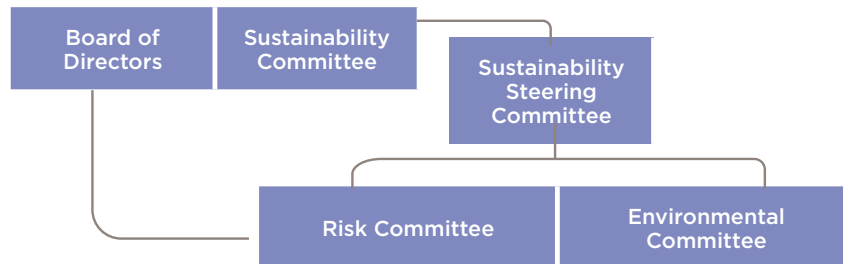 Board of
Directors
Sustainability
Committee
Sustainability
Steering
Committee
Risk Committee
Environmental
Committee